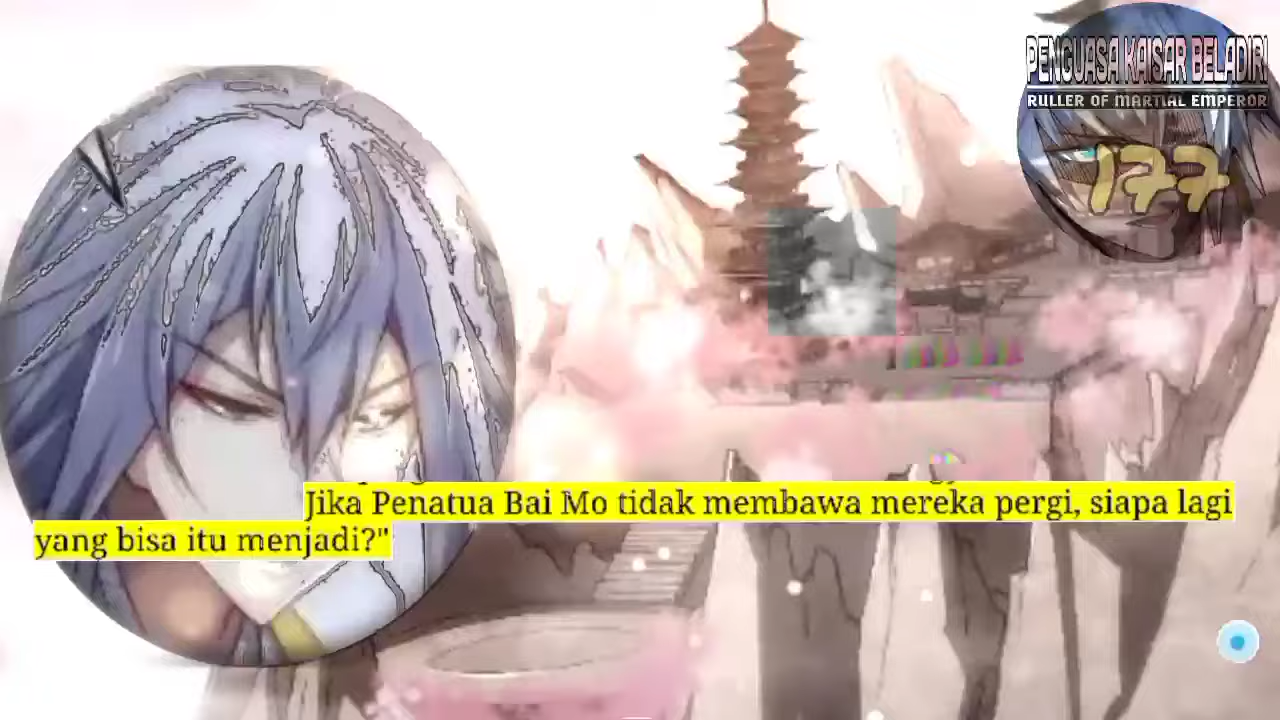 PENGUASA KAISAR BELADIRI
RULLER OF MARTIAL EMPEROR
177
Jika Penatua Bai Mo tidak membawa mereka pergi, siapa lagi
yang bisa itu menjadi?"